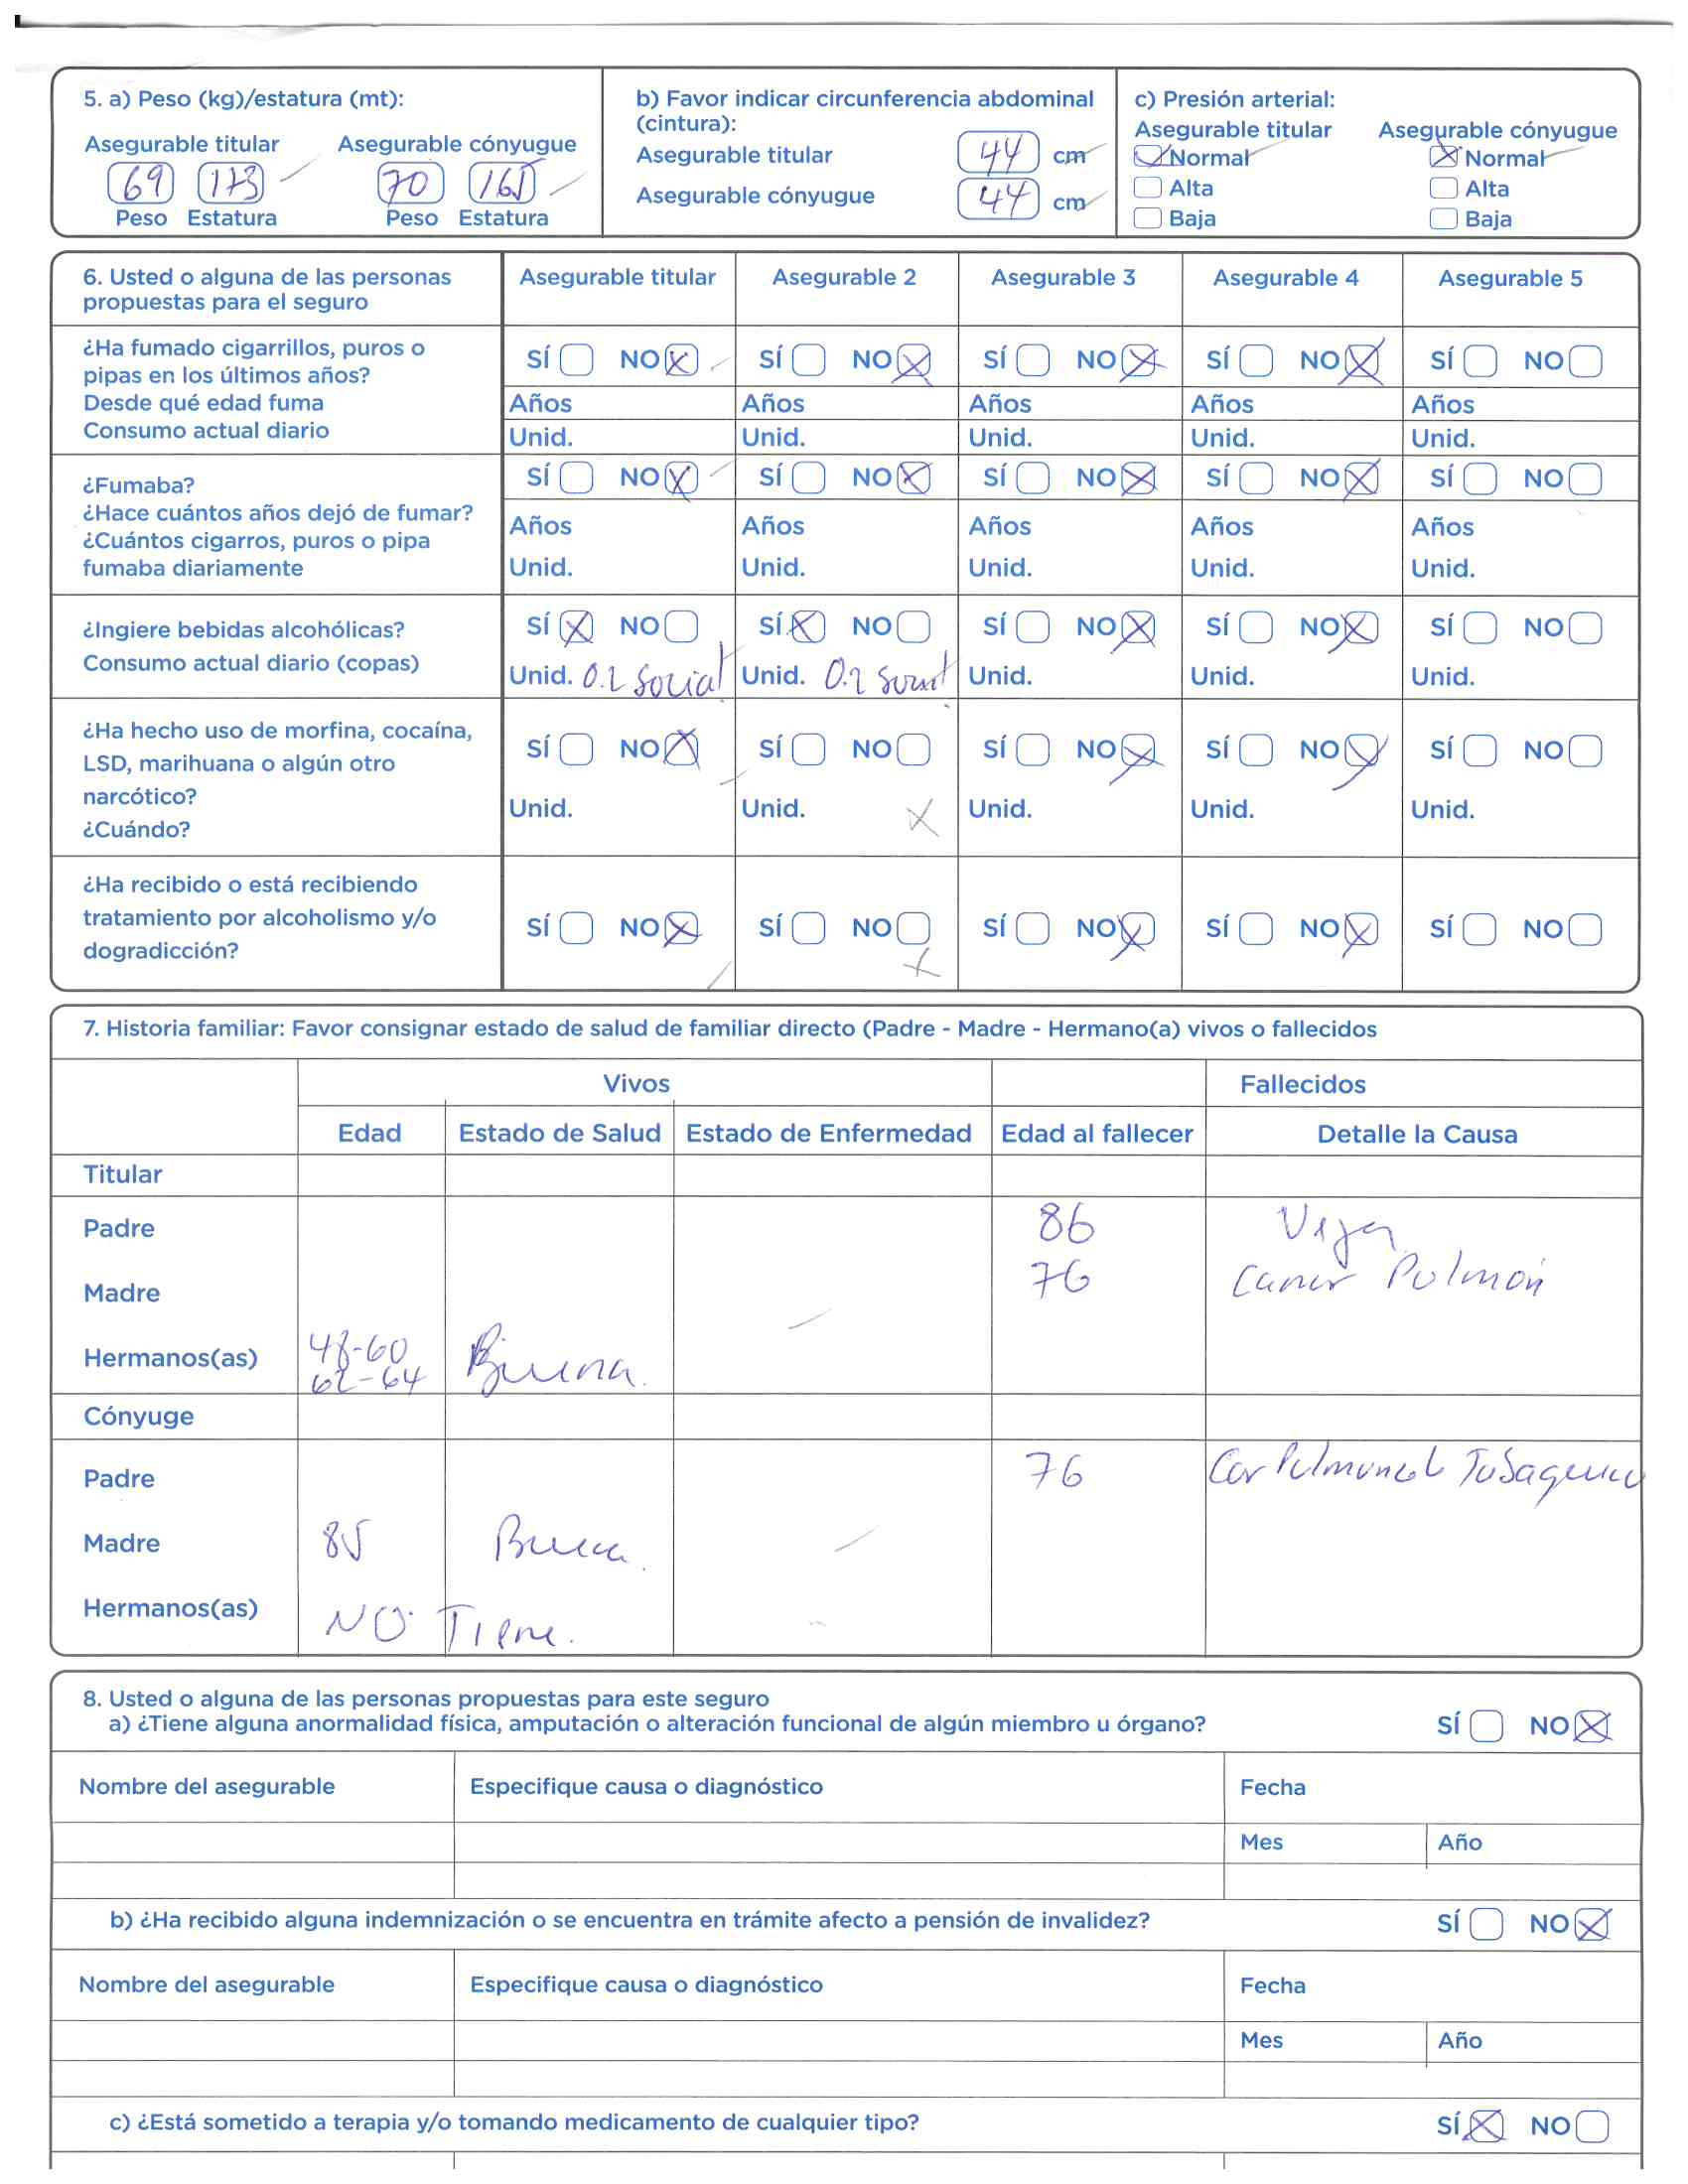 5. a) Peso (kg)/estatura (mt):
Asegurable titular Asegurable cónyugue
69 173 70 165
Peso Estatura Peso Estatura
b) Favor indicar circunferencia abdominal
(cintura):
Asegurable titular 44 cm
Asegurable cónyugue 44 cm
c) Presión arterial:
Asegurable titular Asegurable cónyugue
Normal Normal
Alta Alta
Baja Baja
6. Usted o alguna de las personas
propuestas para el seguro
Asegurable titular Asegurable 2 Asegurable 3 Asegurable 4 Asegurable 5
¿Ha fumado cigarrillos, puros o
pipas en los últimos años?
Desde qué edad fuma
Consumo actual diario
SÍ NO SÍ NO SÍ NO SÍ NO SÍ NO
Años Años Años Años Años
Unid. Unid. Unid. Unid. Unid.
¿Fumaba?
¿Hace cuántos años dejó de fumar?
¿Cuántos cigarros, puros o pipa
fumaba diariamente
SÍ NO SÍ NO SÍ NO SÍ NO SÍ NO
Años Años Años Años Años
Unid. Unid. Unid. Unid. Unid.
¿Ingiere bebidas alcohólicas?
Consumo actual diario (copas)
SÍ NO SÍ NO SÍ NO SÍ NO SÍ NO
Unid. social Unid. Unid. Unid. Unid.
¿Ha hecho uso de morfina, cocaína,
LSD, marihuana o algún otro
narcótico?
¿Cuándo?
SÍ NO SÍ NO SÍ NO SÍ NO SÍ NO
Unid. Unid. Unid. Unid. Unid.
¿Ha recibido o está recibiendo
tratamiento por alcoholismo y/o
dogradicción?
SÍ NO SÍ NO SÍ NO SÍ NO SÍ NO
7. Historia familiar: Favor consignar estado de salud de familiar directo (Padre - Madre - Hermano(a) vivos o fallecidos
Vivos Fallecidos
Edad Estado de Salud Estado de Enfermedad Edad al fallecer Detalle la Causa
Titular
Padre 86
Madre 76 Pulmón
Hermanos(as) 48-60 Buena.
62-64
Cónyuge
Padre 76
Madre 85 Buena.
Hermanos(as) NO Tiene.
8. Usted o alguna de las personas propuestas para este seguro
a) ¿Tiene alguna anormalidad física, amputación o alteración funcional de algún miembro u órgano? SÍ NO
Nombre del asegurable Especifique causa o diagnóstico Fecha
Mes Año
b) ¿Ha recibido alguna indemnización o se encuentra en trámite afecto a pensión de invalidez? SÍ NO
Nombre del asegurable Especifique causa o diagnóstico Fecha
Mes Año
c) ¿Está sometido a terapia y/o tomando medicamento de cualquier tipo? SÍ NO